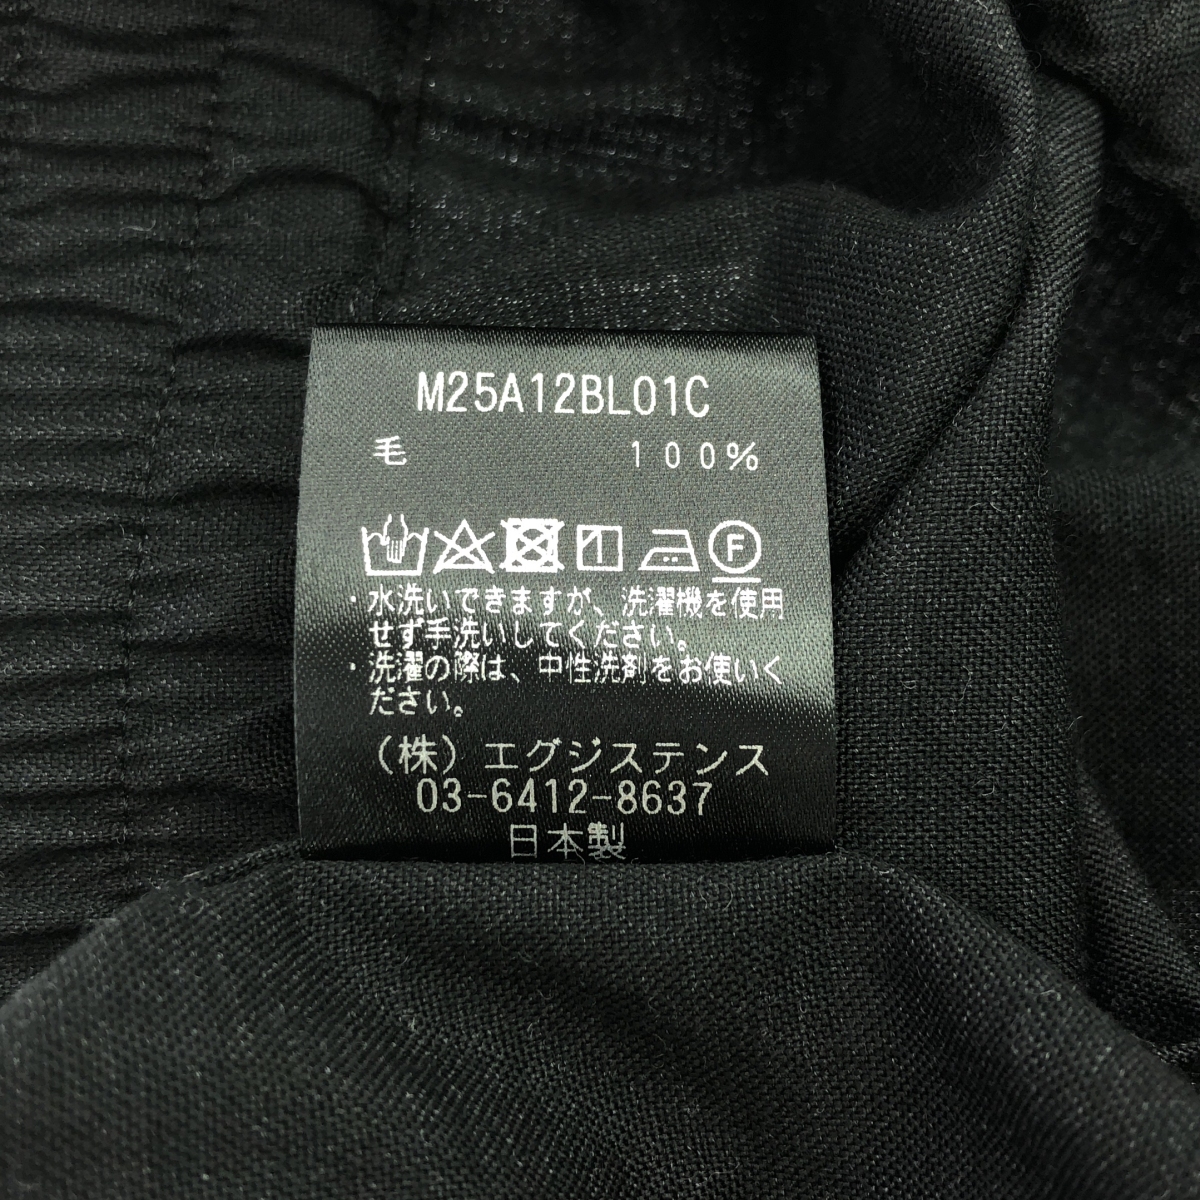 M25A12BL01C
毛 100%
F
・水洗いできますが、洗濯機を使用
せず手洗いしてください。
・洗濯の際は、中性洗剤をお使いく
ださい。
(株)エグジステンス
03-6412-8637
日本製